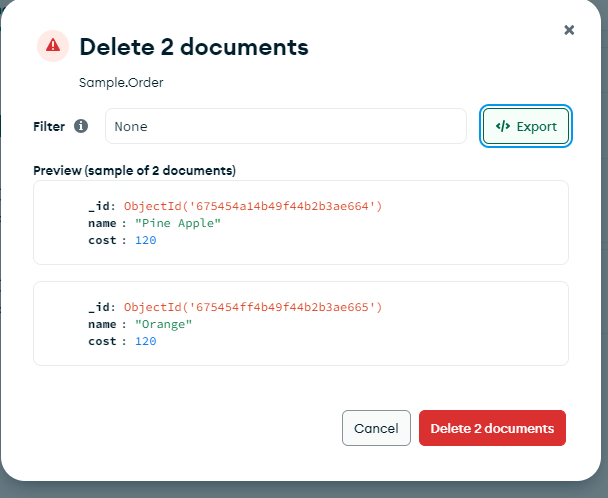 Delete 2 documents
Sample.Order
Filter None </> Export
Preview (sample of 2 documents)
_id: ObjectId('675454a14b49f44b2b3ae664')
name : "Pine Apple"
cost : 120
_id: ObjectId('675454ff4b49f44b2b3ae665')
name : "Orange"
cost : 120
Cancel Delete 2 documents